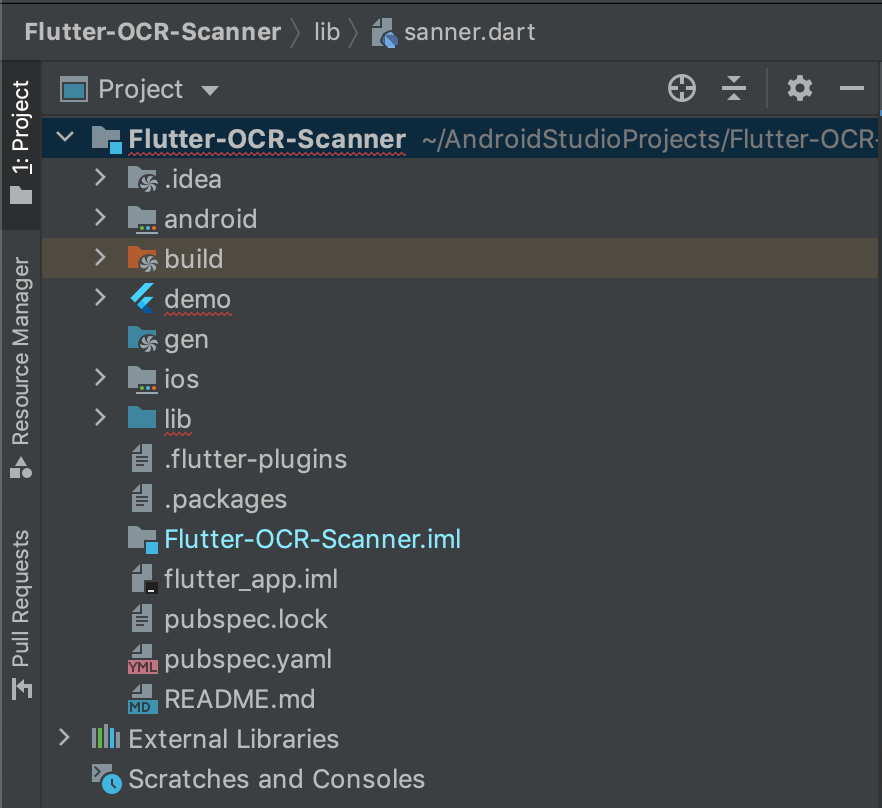 Flutter-OCR-Scanner lib sanner.dart
1: Project
Resource Manager
Pull Requests
Project
Flutter-OCR-Scanner ~/AndroidStudioProjects/Flutter-OCR-
.idea
android
build
demo
gen
ios
lib
.flutter-plugins
.packages
Flutter-OCR-Scanner.iml
flutter_app.iml
pubspec.lock
YML pubspec.yaml
MD README.md
External Libraries
Scratches and Consoles